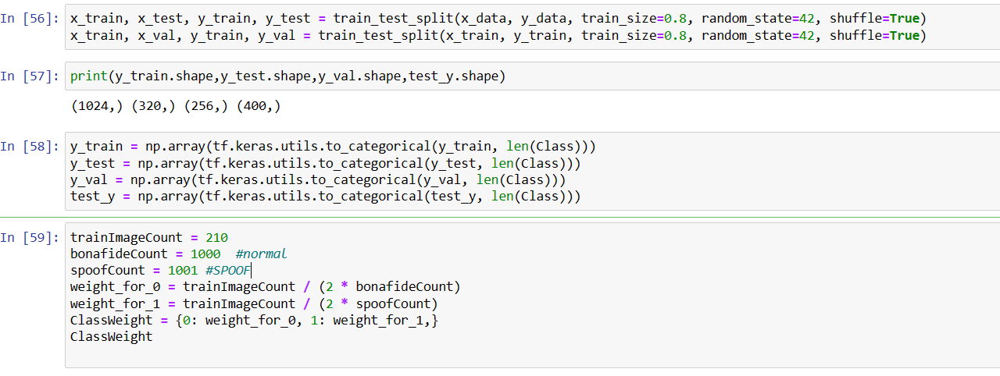 In [56]: x_train, x_test, y_train, y_test = train_test_split(x_data, y_data, train_size=0.8, random_state=42, shuffle=True)
x_train, x_val, y_train, y_val = train_test_split(x_train, y_train, train_size=0.8, random_state=42, shuffle=True)
In [57]: print(y_train.shape,y_test.shape,y_val.shape,test_y.shape)
(1024,) (320,) (256,) (400,)
In [58]: y_train = np.array(tf.keras.utils.to_categorical(y_train, len(Class)))
y_test = np.array(tf.keras.utils.to_categorical(y_test, len(Class)))
y_val = np.array(tf.keras.utils.to_categorical(y_val, len(Class)))
test_y = np.array(tf.keras.utils.to_categorical(test_y, len(Class)))
In [59]: trainImageCount = 210
bonafideCount = 1000  #normal
spoofCount = 1001 #SPOOF
weight_for_0 = trainImageCount / (2 * bonafideCount)
weight_for_1 = trainImageCount / (2 * spoofCount)
ClassWeight = {0: weight_for_0, 1: weight_for_1,}
ClassWeight